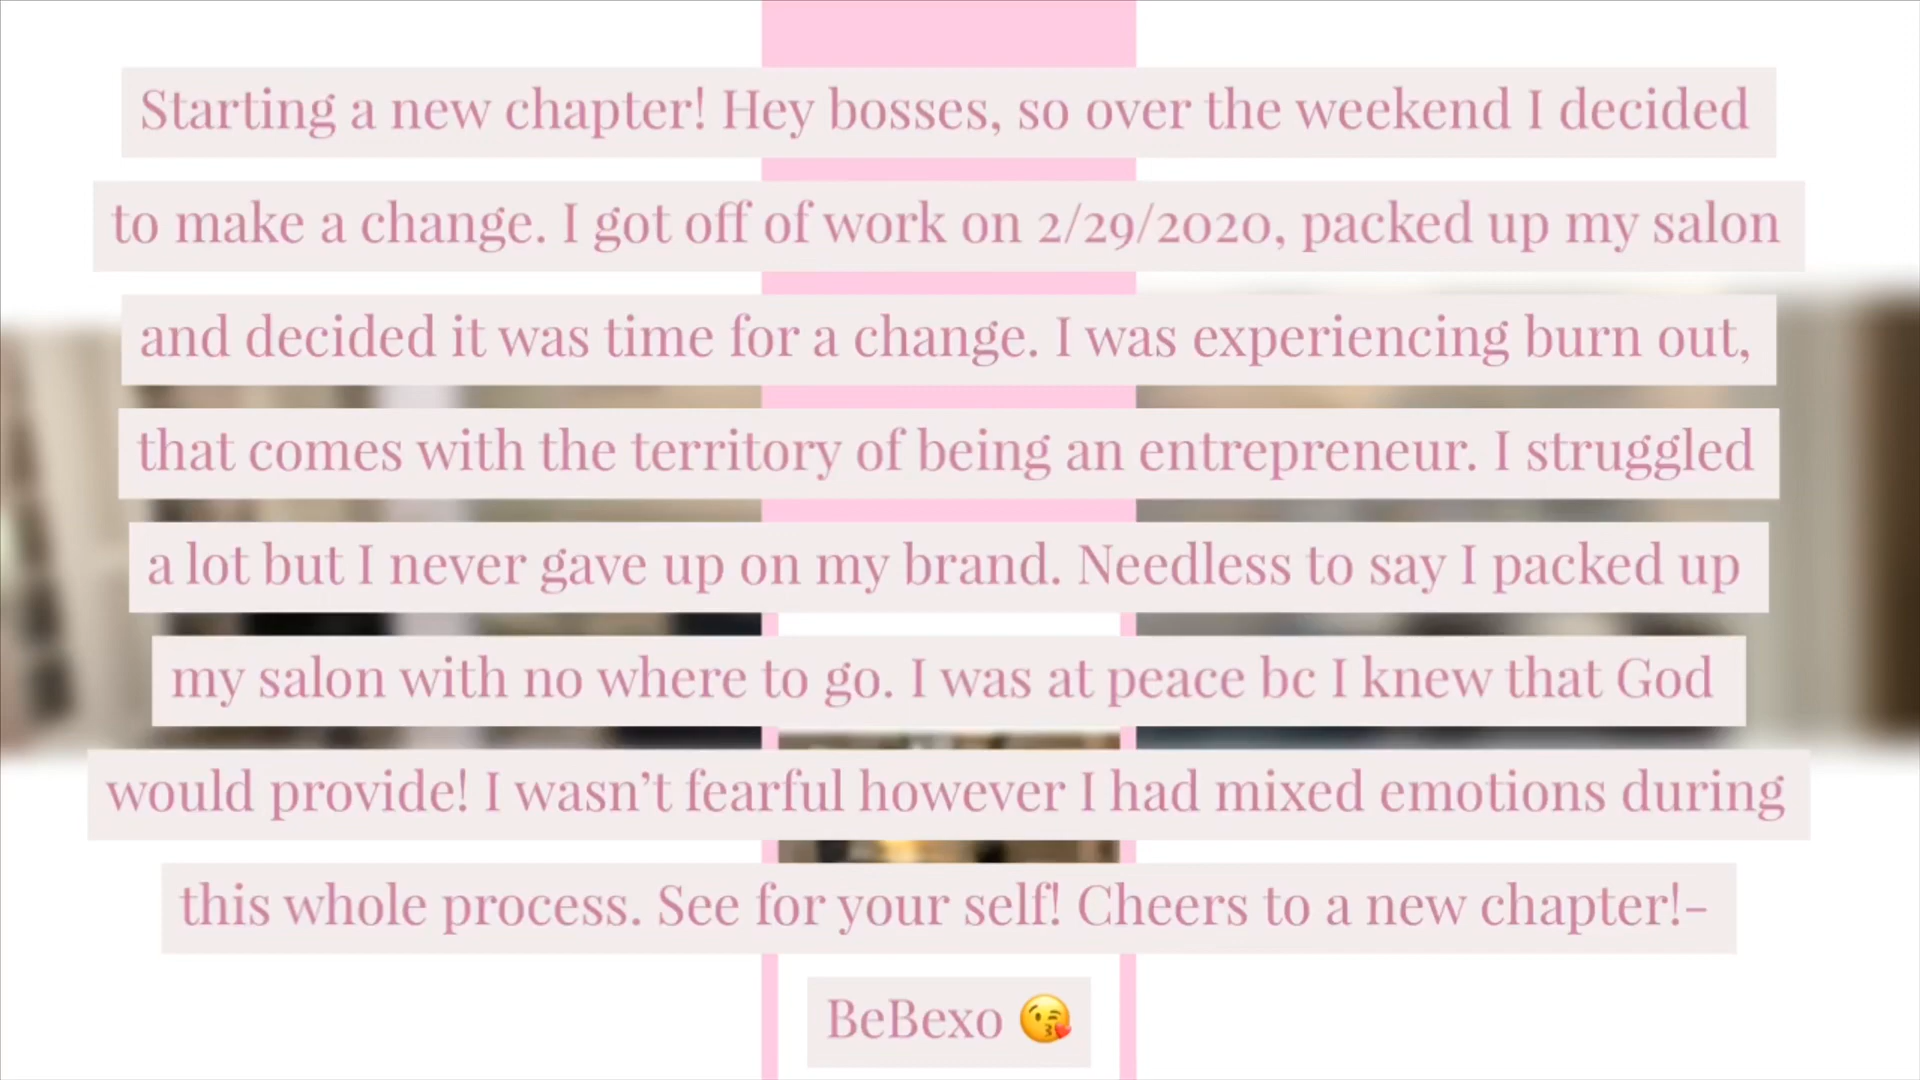 Starting a new chapter! Hey bosses, so over the weekend I decided
to make a change. I got off of work on 2/29/2020, packed up my salon
and decided it was time for a change. I was experiencing burn out,
that comes with the territory of being an entrepreneur. I struggled
a lot but I never gave up on my brand. Needless to say I packed up
my salon with no where to go. I was at peace bc I knew that God
would provide! I wasn’t fearful however I had mixed emotions during
this whole process. See for your self! Cheers to a new chapter!-
BeBexo 😘